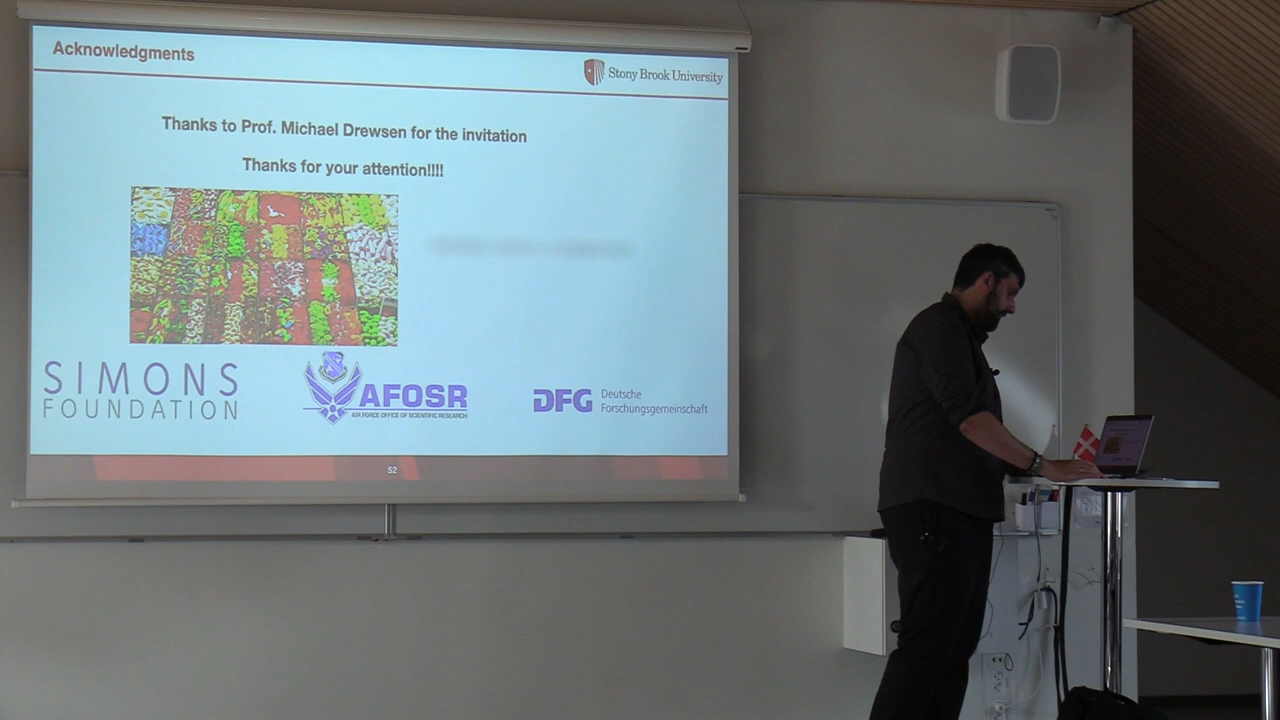 Acknowledgments
Stony Brook University
Thanks to Prof. Michael Drewsen for the invitation
Thanks for your attention!!!!
SIMONS
FOUNDATION
AFOSR
AIR FORCE OFFICE OF SCIENTIFIC RESEARCH
DFG
Deutsche
Forschungsgemeinschaft
52